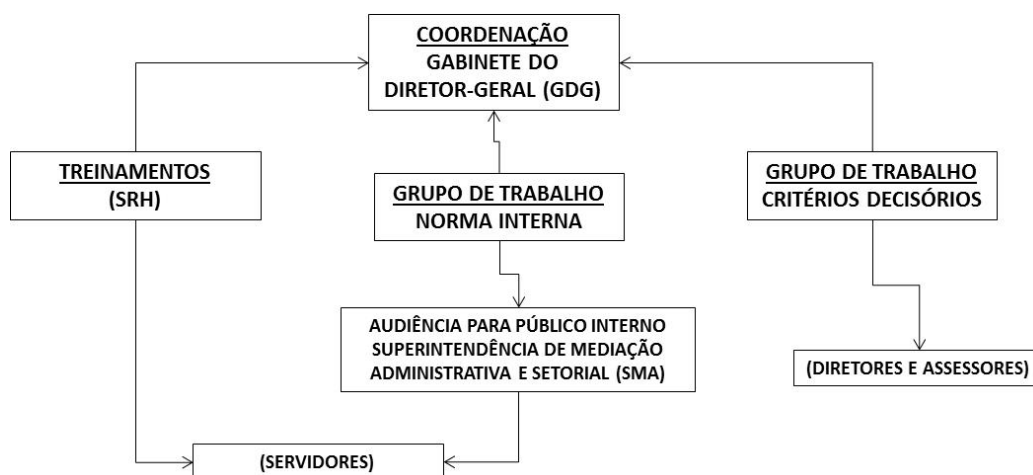 COORDENAÇÃO
GABINETE DO
DIRETOR-GERAL (GDG)
TREINAMENTOS
(SRH)
GRUPO DE TRABALHO
NORMA INTERNA
GRUPO DE TRABALHO
CRITÉRIOS DECISÓRIOS
AUDIÊNCIA PARA PÚBLICO INTERNO
SUPERINTENDÊNCIA DE MEDIAÇÃO
ADMINISTRATIVA E SETORIAL (SMA)
(DIRETORES E ASSESSORES)
(SERVIDORES)